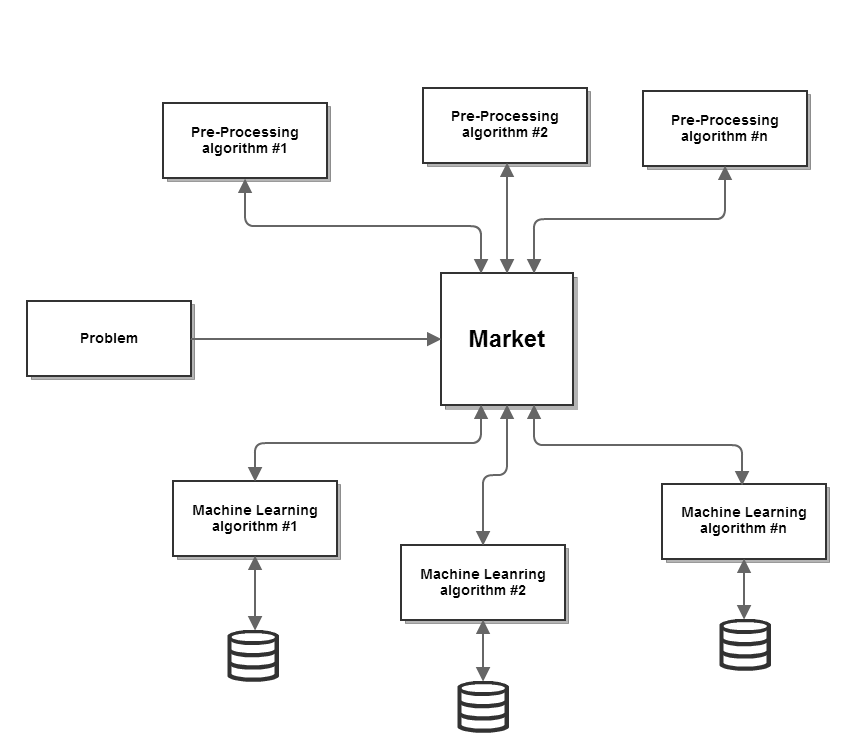 Pre-Processing
algorithm #1
Pre-Processing
algorithm #2
Pre-Processing
algorithm #n
Problem
Market
Machine Learning
algorithm #1
Machine Leanring
algorithm #2
Machine Learning
algorithm #n